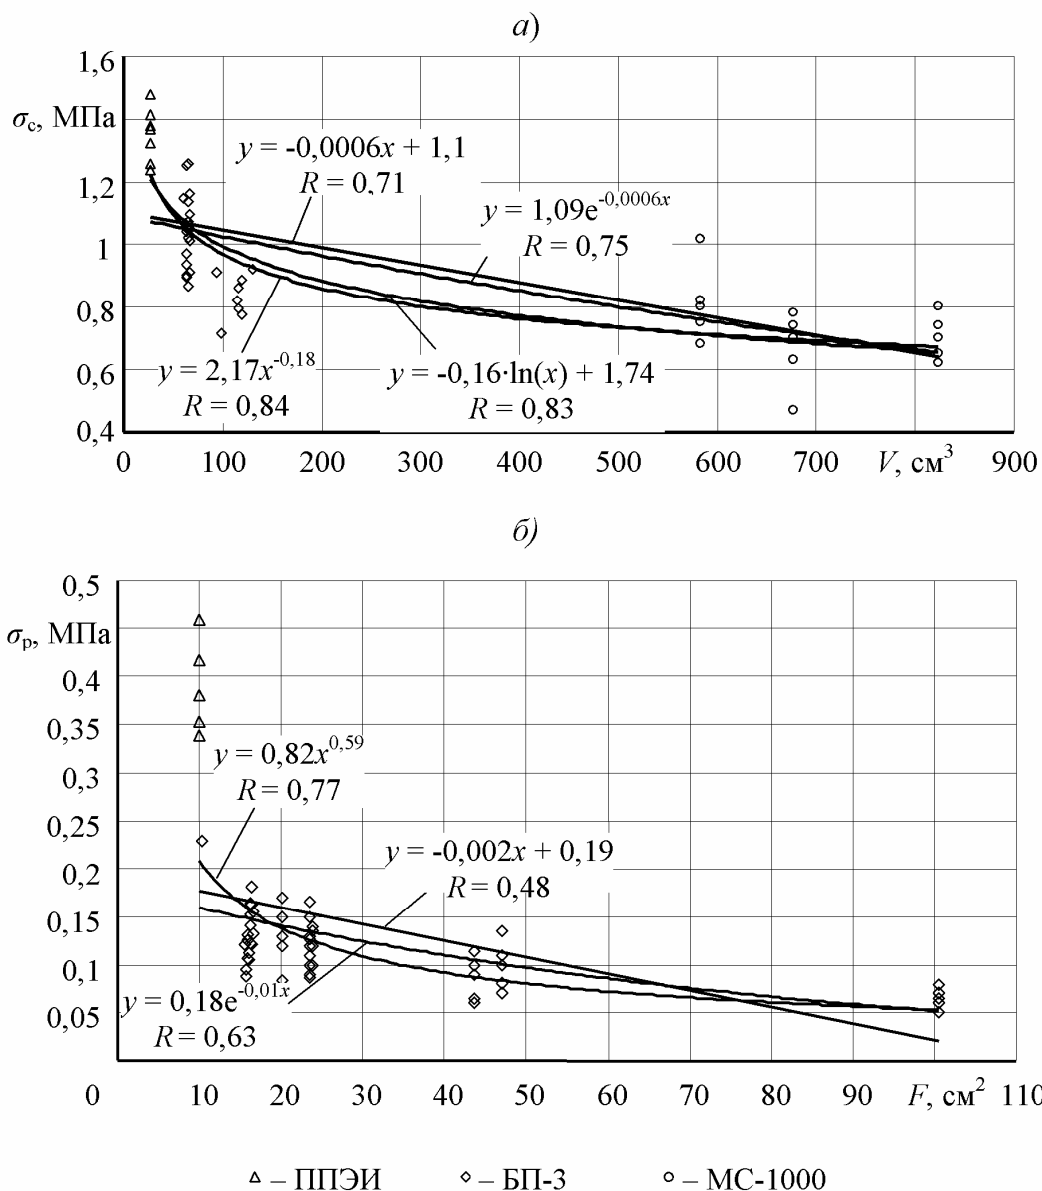 а)
1,6
1,4
σс, МПа
y = -0,0006x + 1,1
R = 0,71
1,2
y = 1,09e^-0,0006x
R = 0,75
1
0,8
y = 2,17x^-0,18
R = 0,84
y = -0,16·ln(x) + 1,74
R = 0,83
0,6
0,4
0 100 200 300 400 500 600 700 V, см³ 900
б)
0,5
σр, МПа
0,4
0,35
y = 0,82x^0,59
R = 0,77
0,3
0,25
y = -0,002x + 0,19
R = 0,48
0,2
0,15
0,1
y = 0,18e^-0,01x
R = 0,63
0,05
0 10 20 30 40 50 60 70 80 90 F, см² 110
– ППЭИ – БП-3 – МС-1000